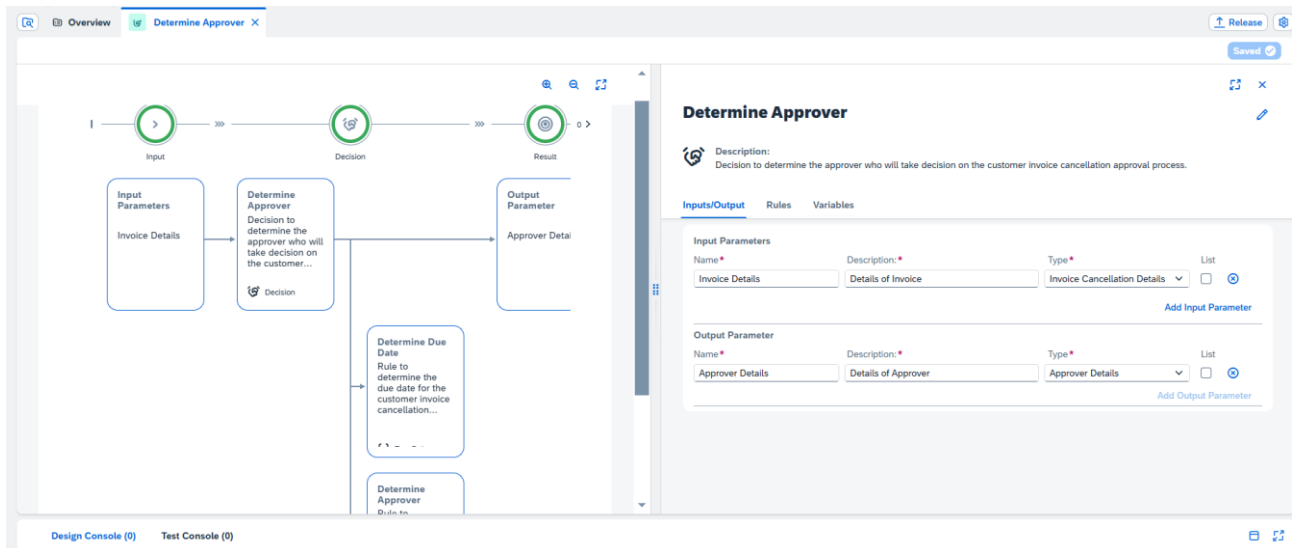 Overview
Determine Approver
Release
Saved
Input
Decision
Result
0
Input
Parameters
Invoice Details
Determine
Approver
Decision to
determine the
approver who will
take decision on
the customer...
Decision
Output
Parameter
Approver Detai
Determine Due
Date
Rule to
determine the
due date for the
customer invoice
cancellation...
Determine
Approver
Rule to
Determine Approver
Description:
Decision to determine the approver who will take decision on the customer invoice cancellation approval process.
Inputs/Output Rules Variables
Input Parameters
Name* Description:* Type* List
Invoice Details Details of Invoice Invoice Cancellation Details
Add Input Parameter
Output Parameter
Name* Description:* Type* List
Approver Details Details of Approver Approver Details
Add Output Parameter
Design Console (0) Test Console (0)